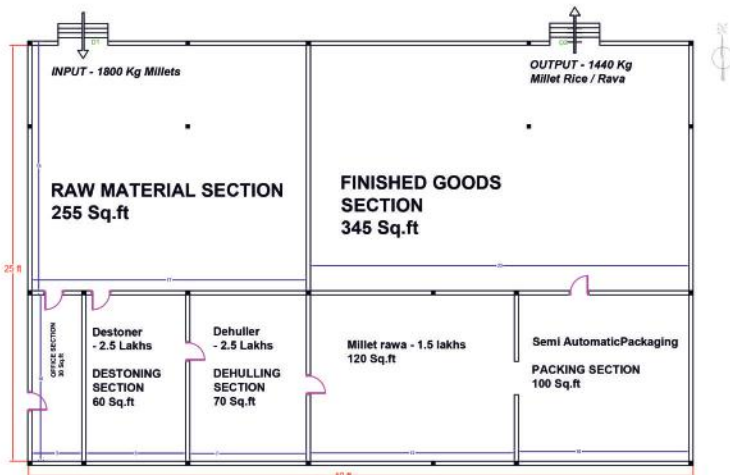 INPUT - 1800 Kg Millets
OUTPUT - 1440 Kg
Millet Rice / Rava
RAW MATERIAL SECTION
255 Sq.ft
FINISHED GOODS
SECTION
345 Sq.ft
25 ft
OFFICE SECTION
30 Sq.ft
Destoner
- 2.5 Lakhs
DESTONING
SECTION
60 Sq.ft
Dehuller
- 2.5 Lakhs
DEHULLING
SECTION
70 Sq.ft
Millet rawa - 1.5 lakhs
120 Sq.ft
Semi AutomaticPackaging
PACKING SECTION
100 Sq.ft